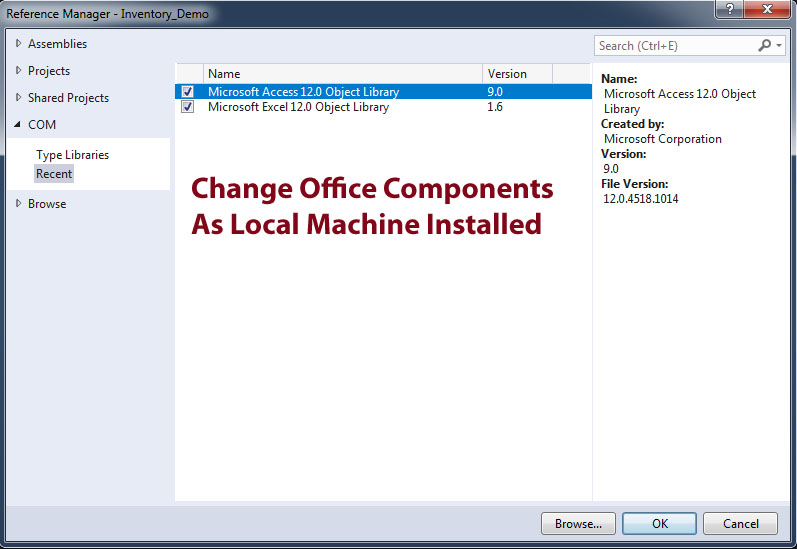 Reference Manager - Inventory_Demo
?
Assemblies
Projects
Shared Projects
COM
Type Libraries
Recent
Browse
Search (Ctrl+E)
Name Version
Microsoft Access 12.0 Object Library 9.0
Microsoft Excel 12.0 Object Library 1.6
Change Office Components
As Local Machine Installed
Name:
Microsoft Access 12.0 Object
Library
Created by:
Microsoft Corporation
Version:
9.0
File Version:
12.0.4518.1014
Browse... OK Cancel